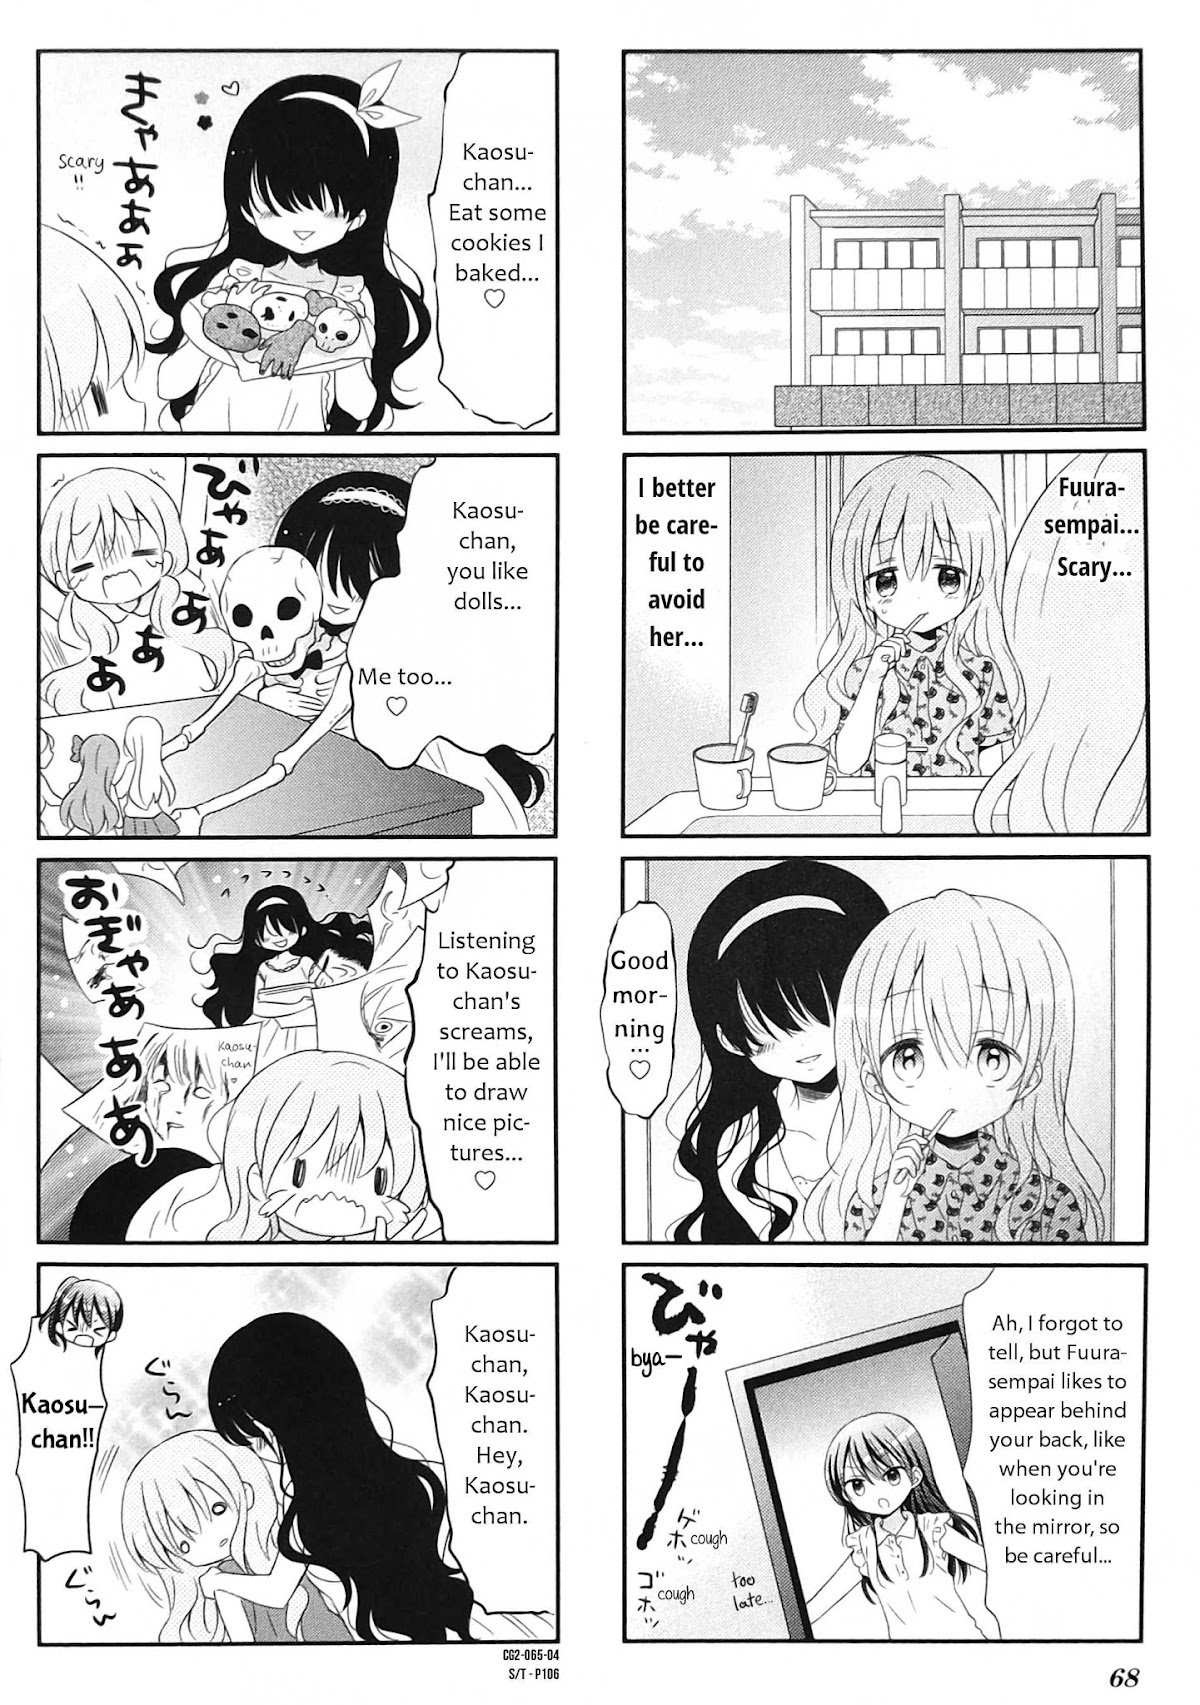 Fuura-
sempai...
Scary...
I better
be care-
ful to
avoid
her...
Good
mor-
ning
...
♡
Ah, I forgot to
tell, but Fuura-
sempai likes to
appear behind
your back, like
when you're
looking in
the mirror, so
be careful...
びゃーー
bya—
ゲホッ
cough
ゴホッ
cough
too
late...
68
Kaosu-
chan...
Eat some
cookies I
baked...
♡
きゃあああぁ
scary
!!
Kaosu-
chan,
you like
dolls...
Me too...
♡
びゃあああぁ
Listening
to Kaosu-
chan's
screams,
I'll be able
to draw
nice pic-
tures...
♡
Kaosu-
chan
♥
おぎゃああぁぁ
Kaosu-
chan,
Kaosu-
chan.
Hey,
Kaosu-
chan.
ぐらん
ぐらん
Kaosu—
chan!!
CG2-065-04
S/T - P106